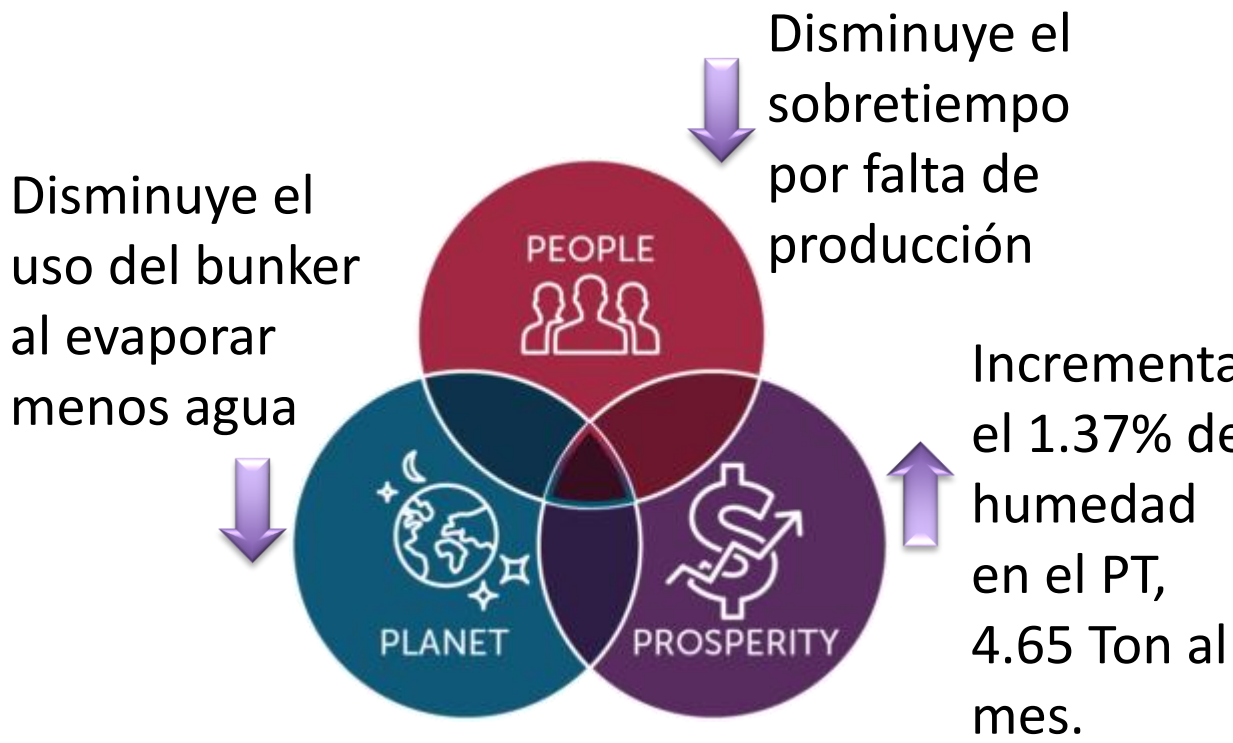 Disminuye el
sobretiempo
por falta de
producción
Disminuye el
uso del bunker
al evaporar
menos agua
PEOPLE
Incrementa
el 1.37% de
humedad
en el PT,
4.65 Ton al
mes.
PLANET
PROSPERITY